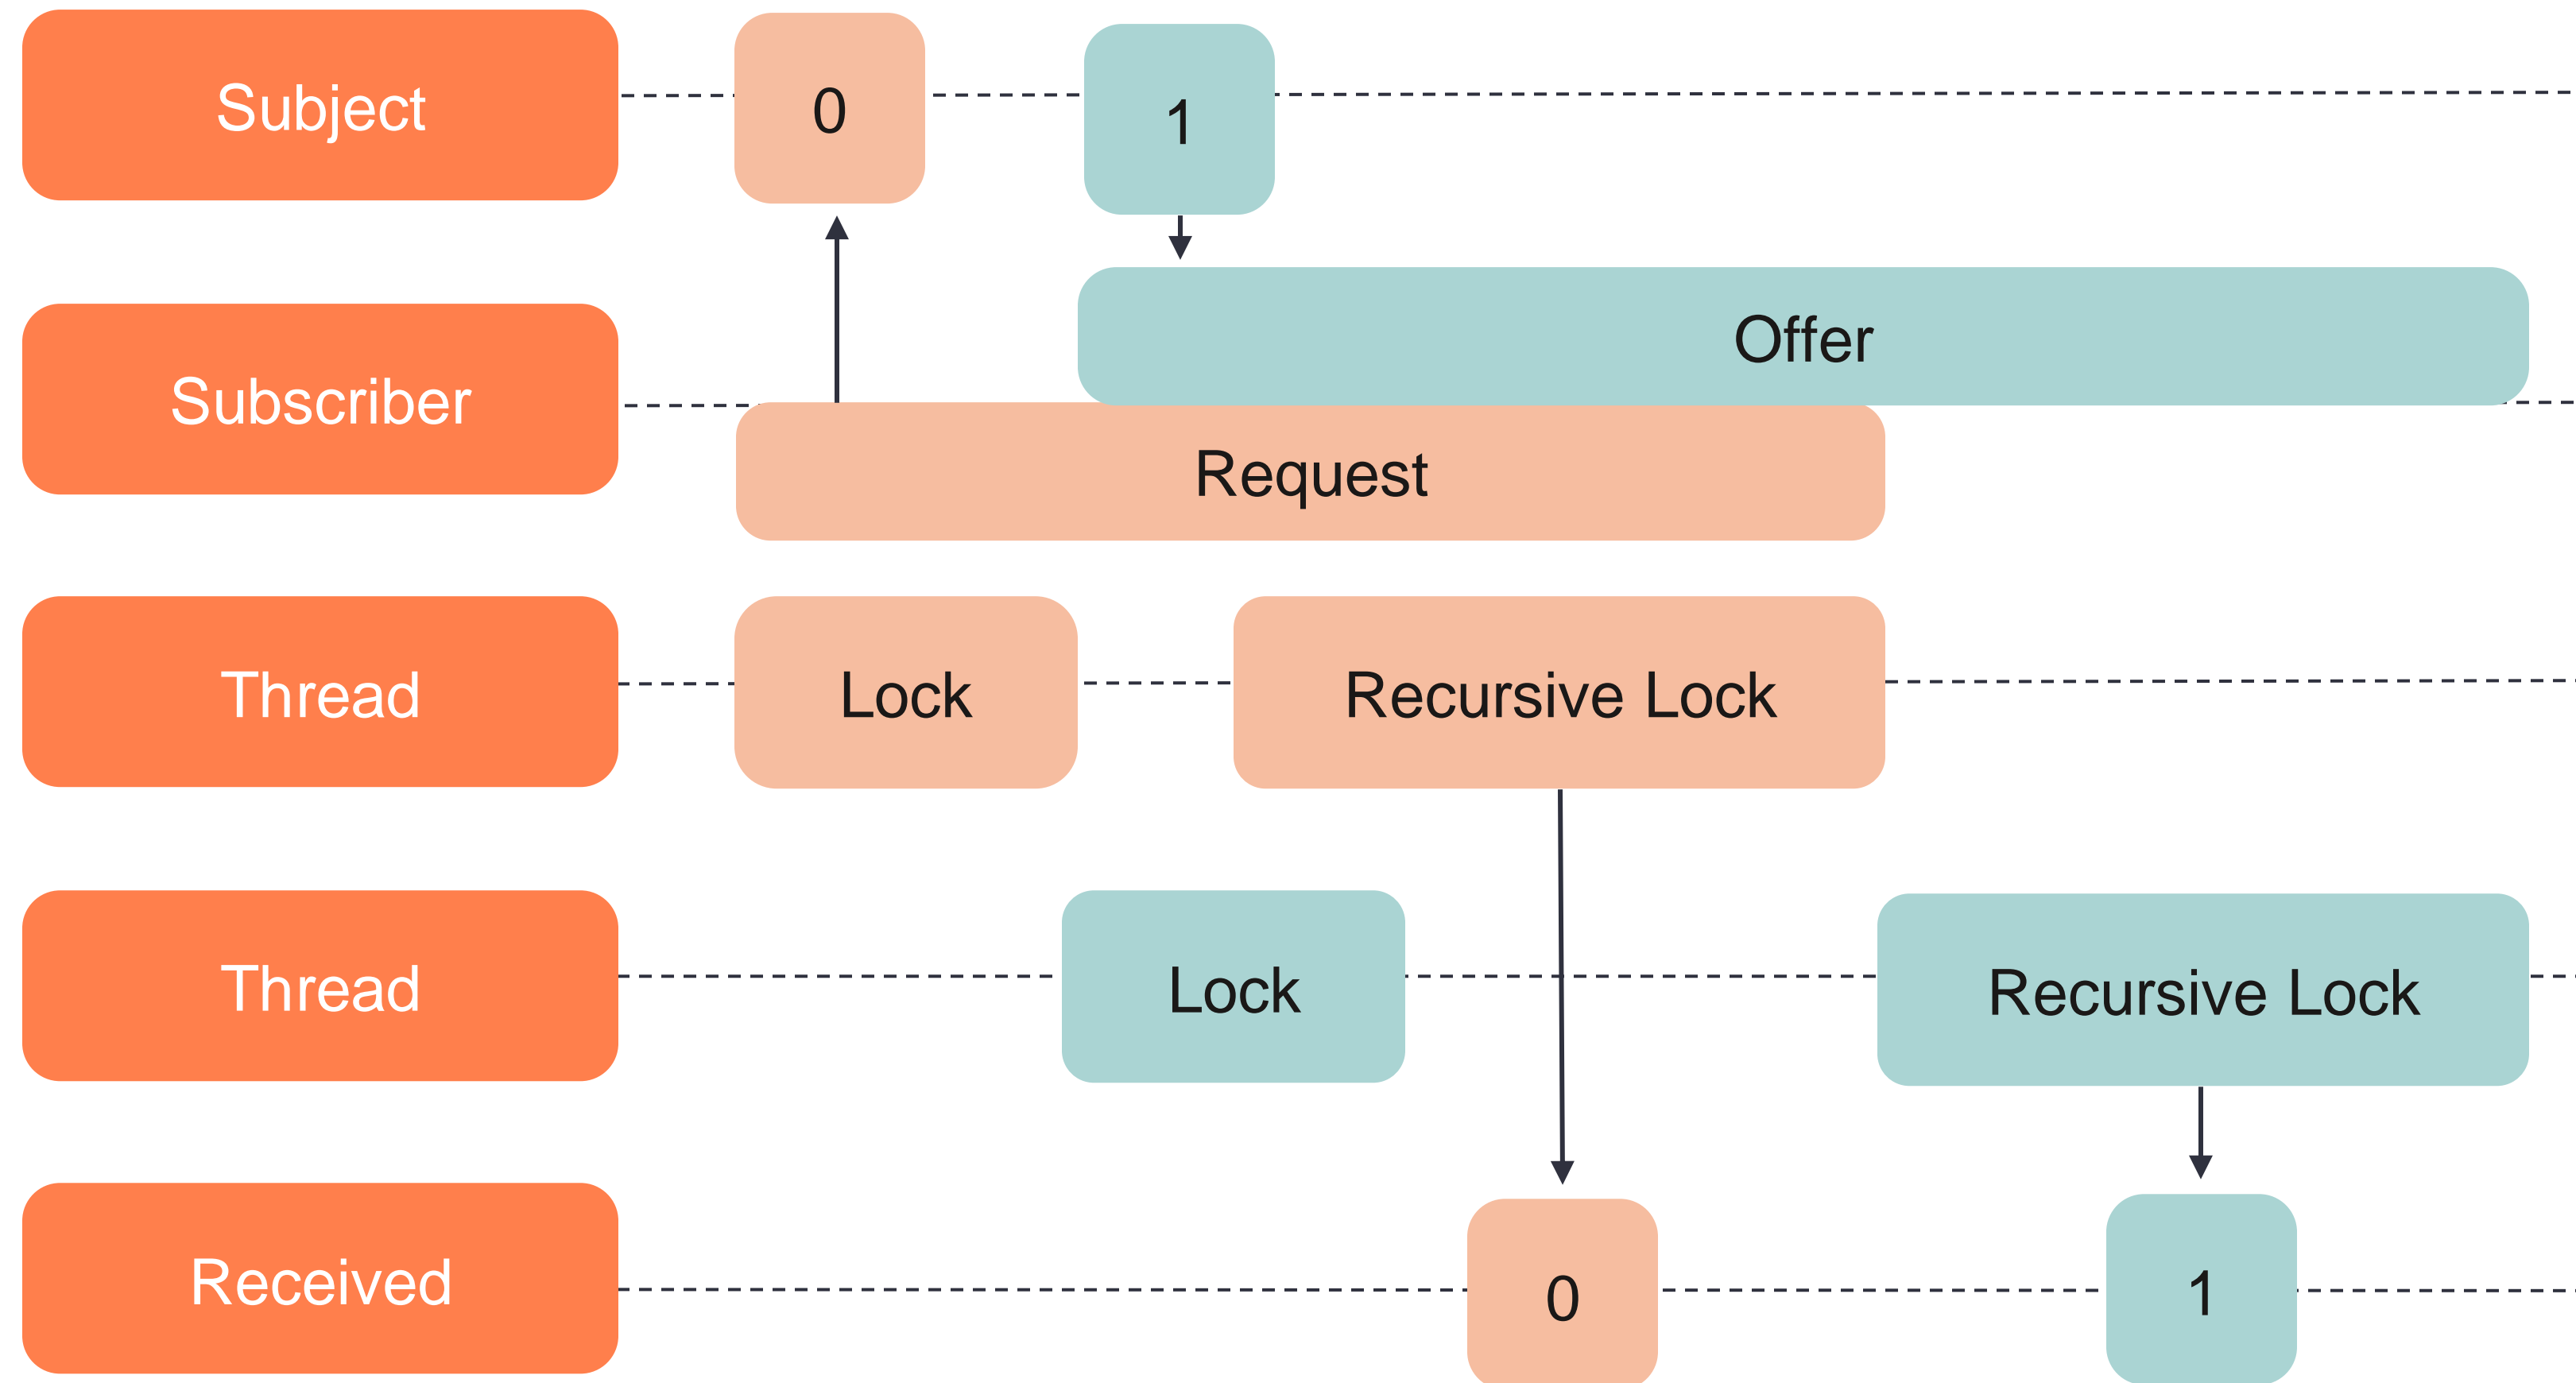 Subject
0
1
Offer
Subscriber
Request
Thread
Lock
Recursive Lock
Thread
Lock
Recursive Lock
Received
0
1